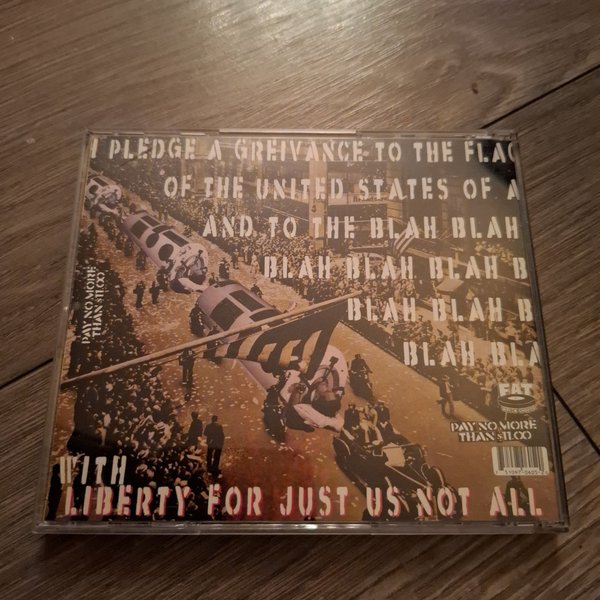 I PLEDGE A GREIVANCE TO THE FLAG
OF THE UNITED STATES OF A
AND TO THE BLAH BLAH
BLAH BLAH BLAH B
BLAH BLAH B
BLAH BLA
PAY NO MORE
THAN $11.00
FAT
PAY NO MORE
THAN $11.00
WITH
LIBERTY FOR JUST US NOT ALL